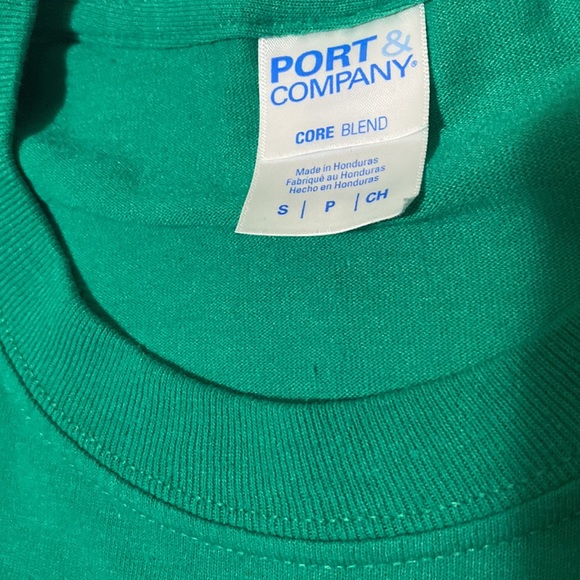 PORT &
COMPANY®
CORE BLEND
Made in Honduras
Fabriqué au Honduras
Hecho en Honduras
S | P | CH